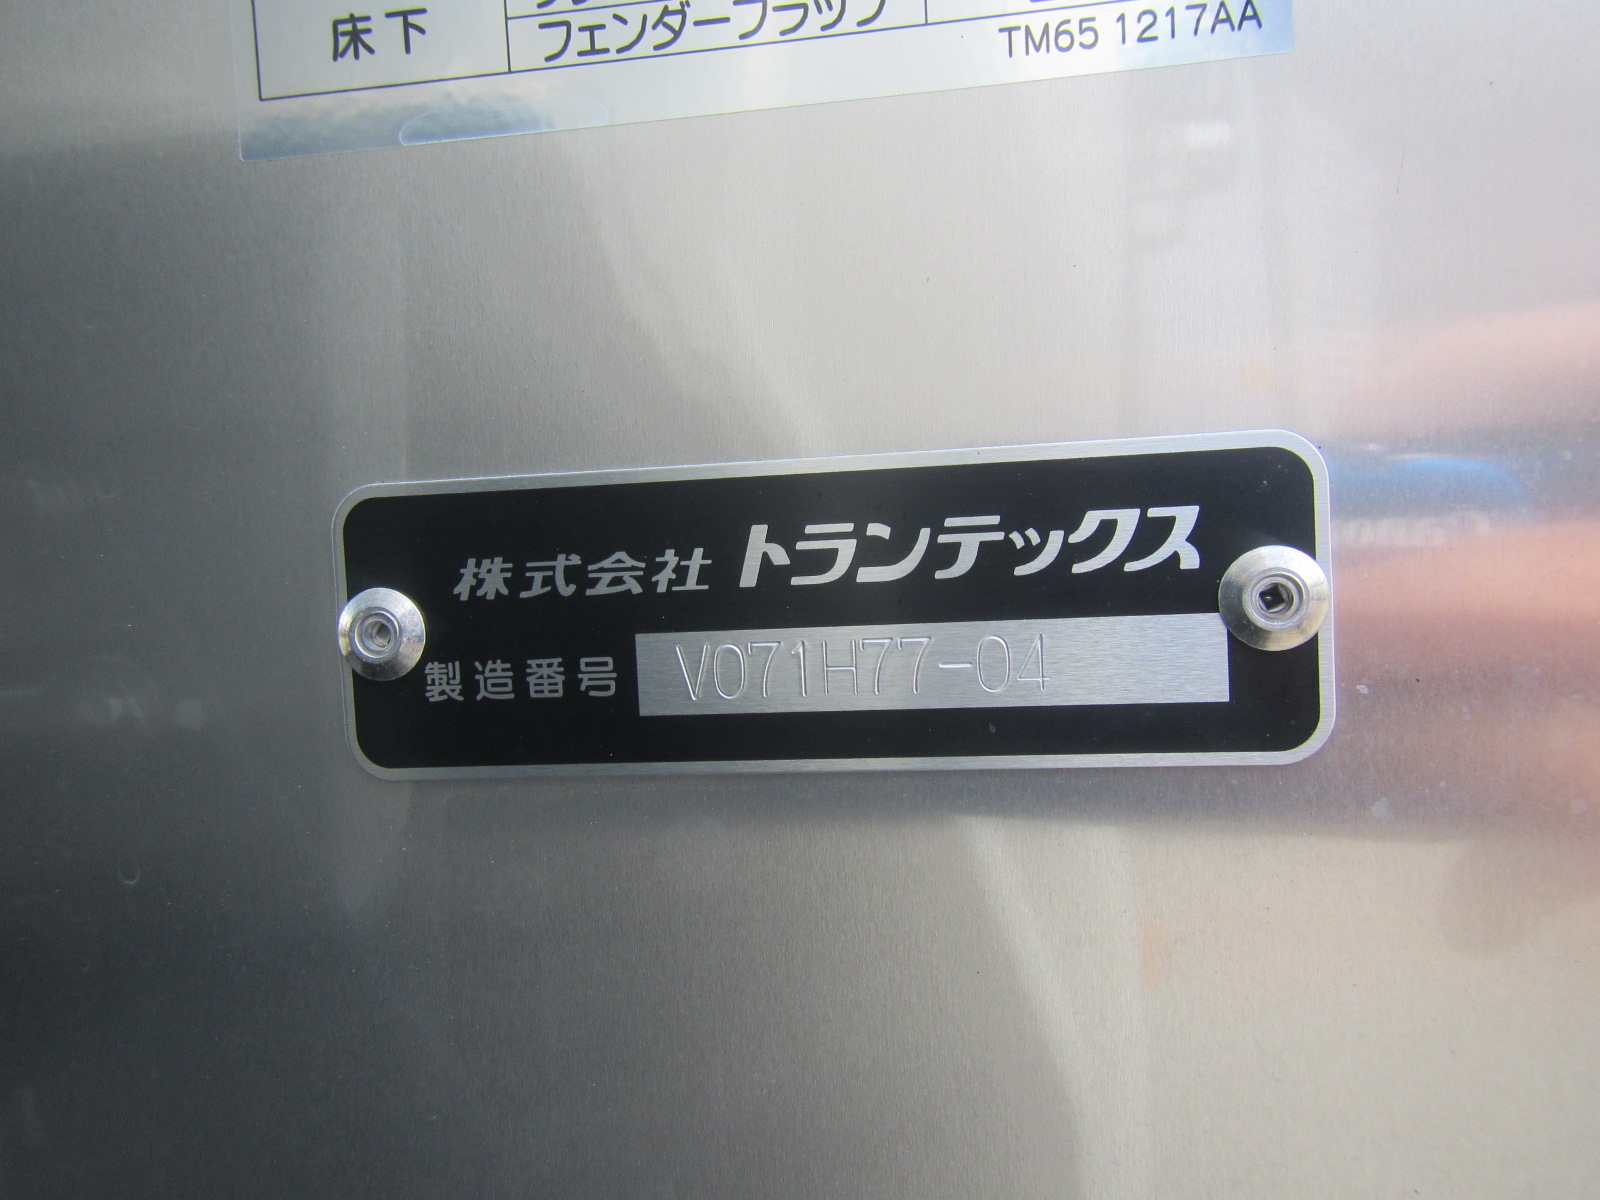 床下
フェンダーフラップ
TM65 1217AA
株式会社 トランテックス
製造番号 V071H77-04